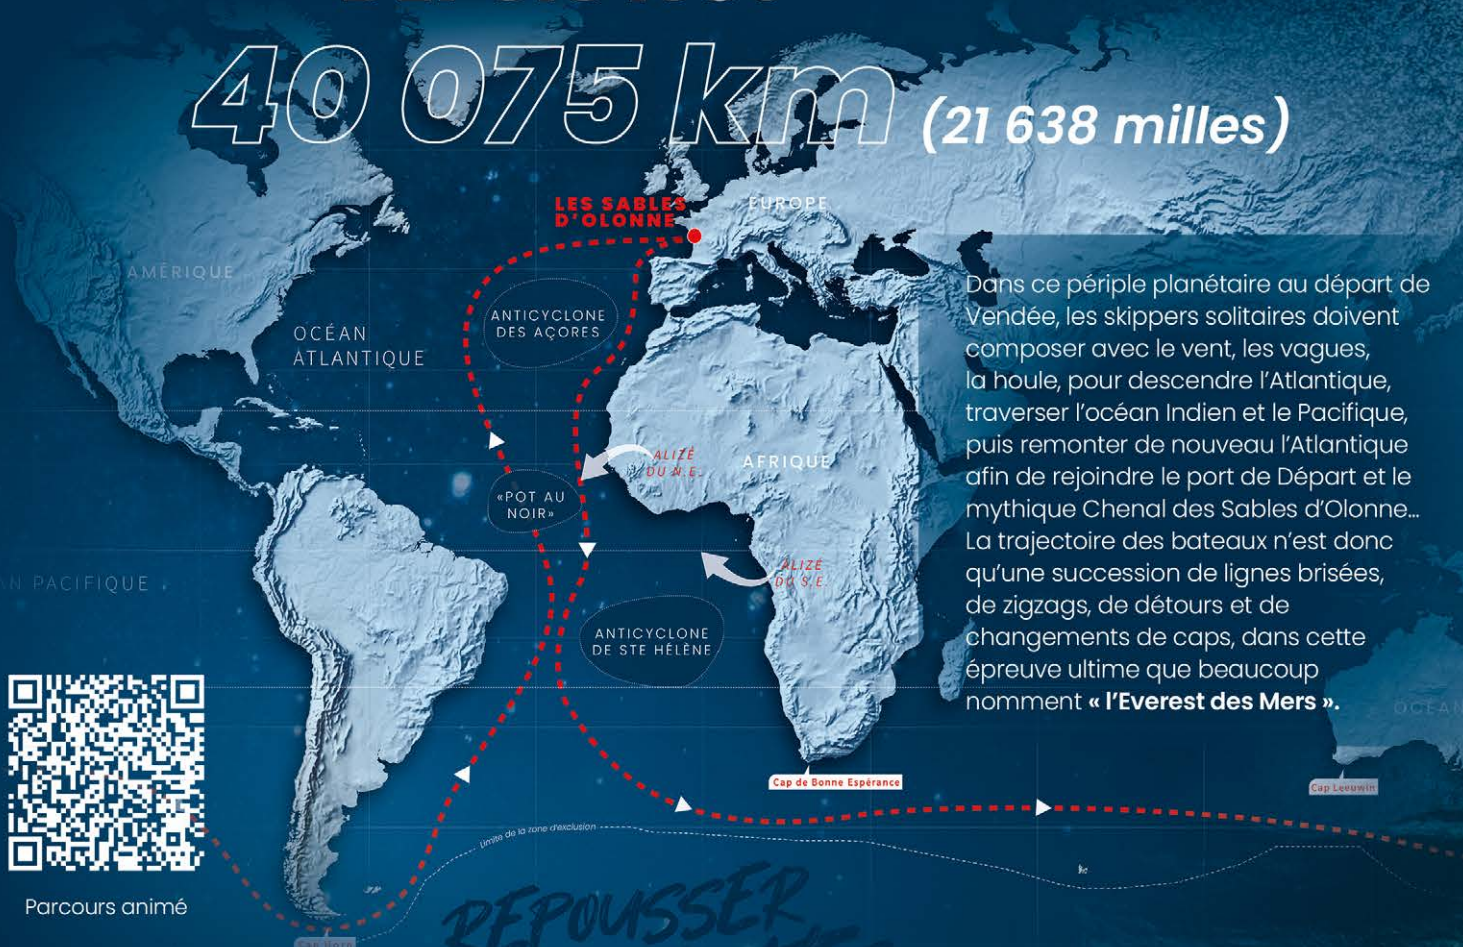 40 075 km (21 638 milles)
LES SABLES
D'OLONNE
EUROPE
AMÉRIQUE
OCÉAN
ATLANTIQUE
ANTICYCLONE
DES AÇORES
Dans ce périple planétaire au départ de
Vendée, les skippers solitaires doivent
composer avec le vent, les vagues,
la houle, pour descendre l'Atlantique,
traverser l'océan Indien et le Pacifique,
puis remonter de nouveau l'Atlantique
afin de rejoindre le port de Départ et le
mythique Chenal des Sables d'Olonne...
La trajectoire des bateaux n'est donc
qu'une succession de lignes brisées,
de zigzags, de détours et de
changements de caps, dans cette
épreuve ultime que beaucoup
nomment « l'Everest des Mers ».
ALIZÉ
DU N.E.
AFRIQUE
«POT AU
NOIR»
N PACIFIQUE
ALIZÉ
DU S.E.
ANTICYCLONE
DE STE HÉLÈNE
OCÉAN
Cap de Bonne Espérance
Cap Leeuwin
Limite de la zone d'exclusion
Parcours animé
REPOUSSER
Cap Horn